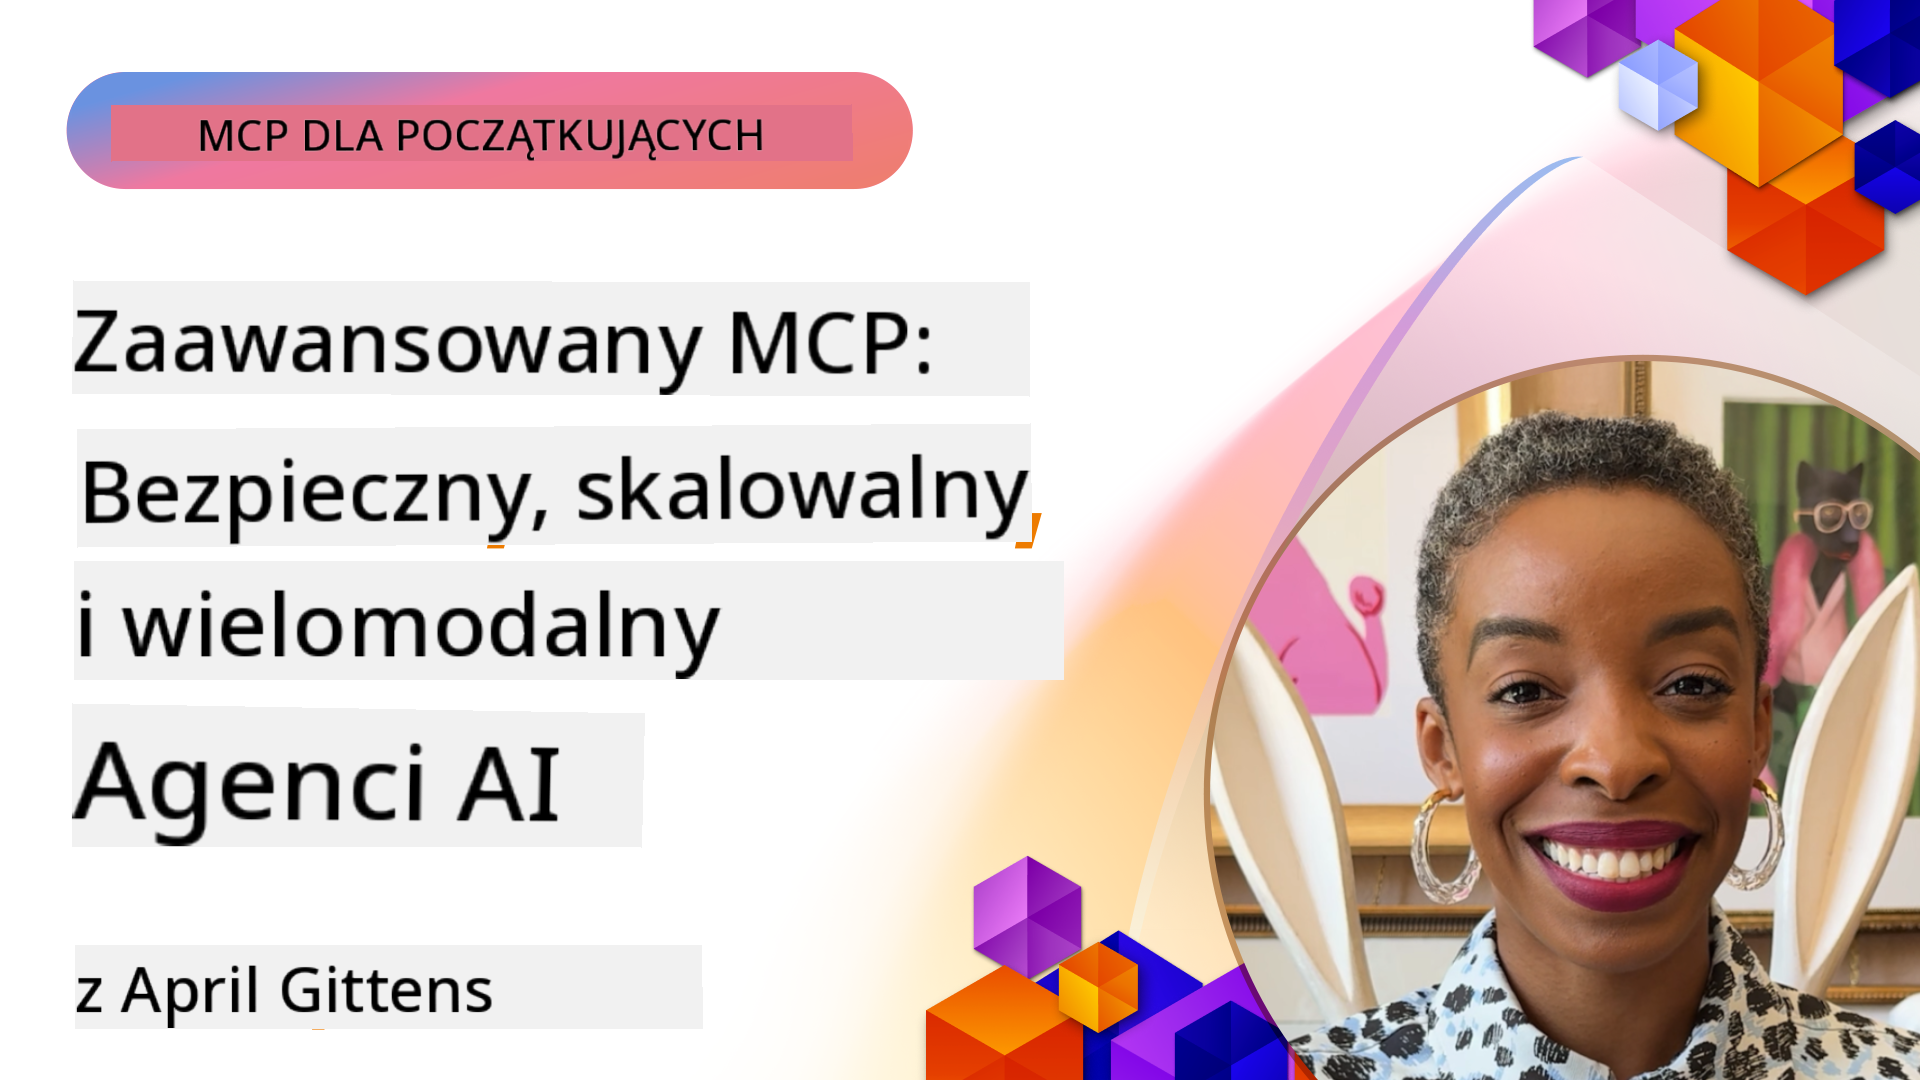 MCP DLA POCZĄTKUJĄCYCH
Zaawansowany MCP:
Bezpieczny, skalowalny
i wielomodalny
Agenci AI
z April Gittens